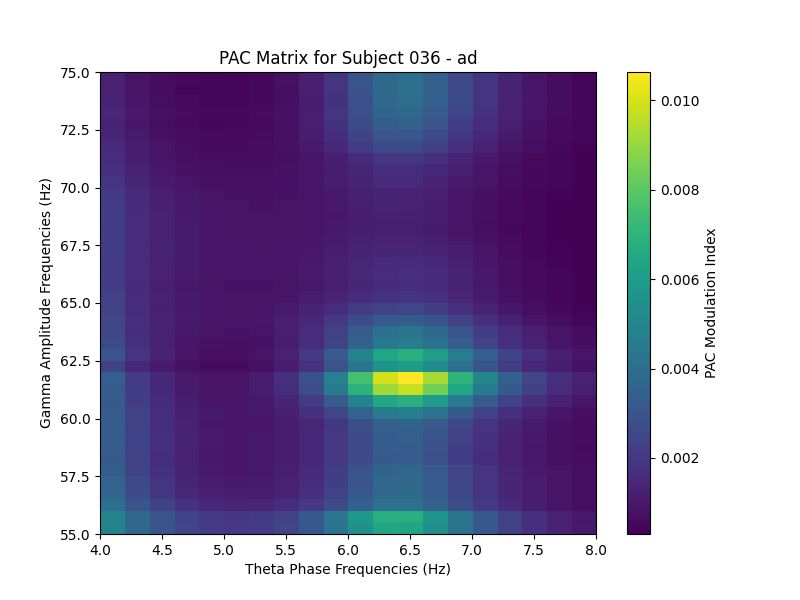 PAC Matrix for Subject 036 - ad
75.0
72.5
70.0
67.5
65.0
62.5
60.0
57.5
55.0
Gamma Amplitude Frequencies (Hz)
4.0 4.5 5.0 5.5 6.0 6.5 7.0 7.5 8.0
Theta Phase Frequencies (Hz)
0.010
0.008
0.006
0.004
0.002
PAC Modulation Index